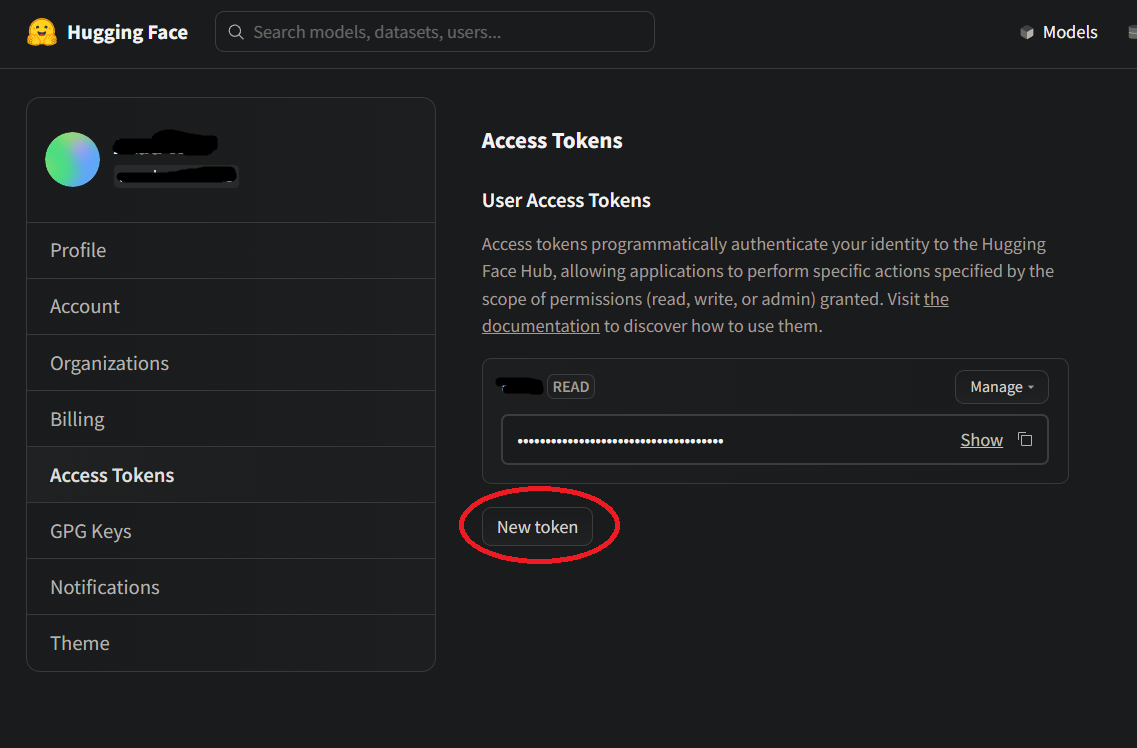 Hugging Face
Search models, datasets, users...
Models
Profile
Account
Organizations
Billing
Access Tokens
GPG Keys
Notifications
Theme
Access Tokens
User Access Tokens
Access tokens programmatically authenticate your identity to the Hugging
Face Hub, allowing applications to perform specific actions specified by the
scope of permissions (read, write, or admin) granted. Visit the
documentation to discover how to use them.
READ
Manage
••••••••••••••••••••••••••••••••••••• Show
New token